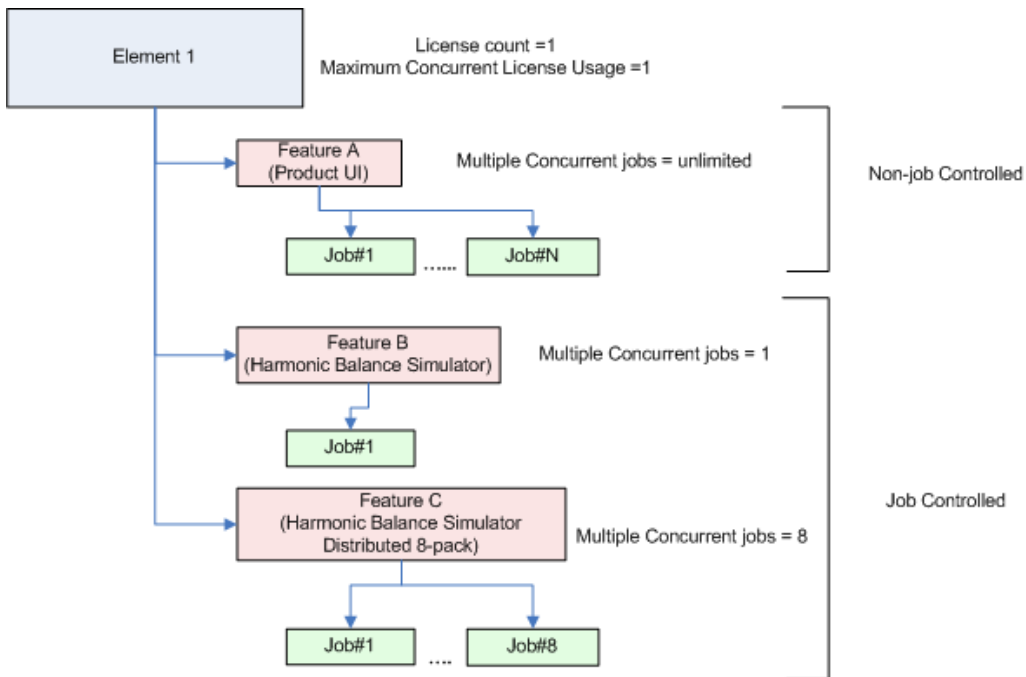 Element 1
License count =1
Maximum Concurrent License Usage =1
Feature A
(Product UI)
Multiple Concurrent jobs = unlimited
Non-job Controlled
Job#1
......
Job#N
Feature B
(Harmonic Balance Simulator)
Multiple Concurrent jobs = 1
Job#1
Feature C
(Harmonic Balance Simulator
Distributed 8-pack)
Multiple Concurrent jobs = 8
Job Controlled
Job#1
....
Job#8